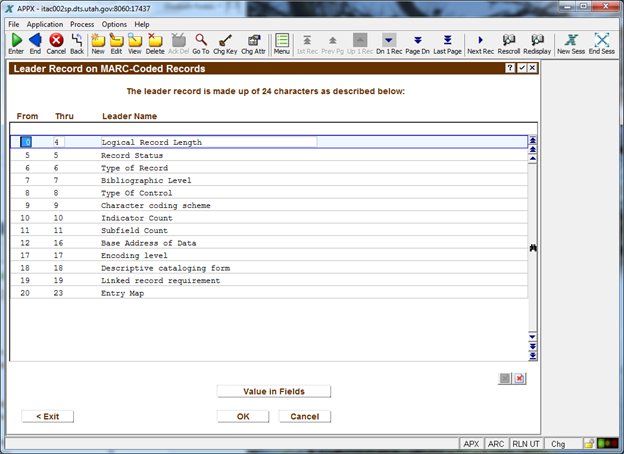 APPX - itac002sp.dts.utah.gov:8060:17437
File Application Process Options Help
Enter End Cancel Back New Edit View Delete Ack Del Go To Chg Key Chg Attr Menu 1st Rec Prev Pg Up 1 Rec Dn 1 Rec Page Dn Last Page Next Rec Rescroll Redisplay New Sess End Sess
Leader Record on MARC-Coded Records
The leader record is made up of 24 characters as described below:
From Thru Leader Name
0 4 Logical Record Length
5 5 Record Status
6 6 Type of Record
7 7 Bibliographic Level
8 8 Type Of Control
9 9 Character coding scheme
10 10 Indicator Count
11 11 Subfield Count
12 16 Base Address of Data
17 17 Encoding level
18 18 Descriptive cataloging form
19 19 Linked record requirement
20 23 Entry Map
Value in Fields
< Exit OK Cancel
APX ARC RLN UT Chg